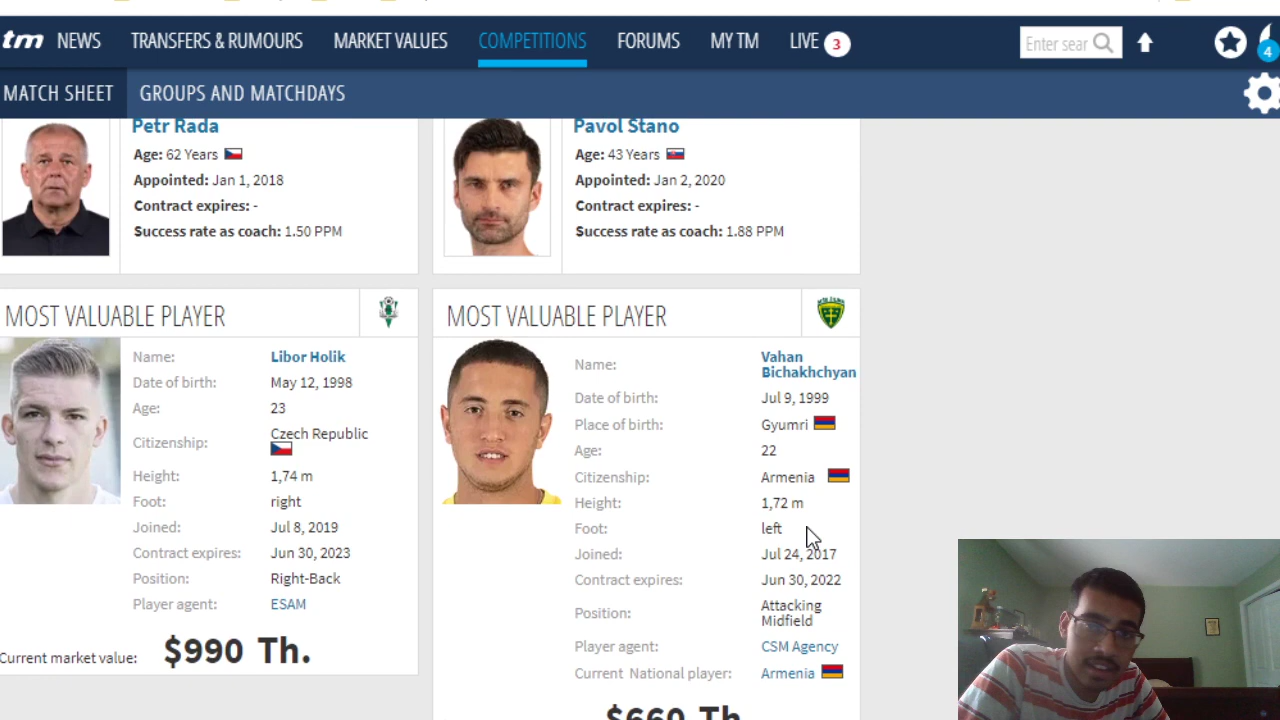 tm NEWS TRANSFERS & RUMOURS MARKET VALUES COMPETITIONS FORUMS MY TM LIVE 3 Enter sear 4
MATCH SHEET GROUPS AND MATCHDAYS
Petr Rada
Age: 62 Years
Appointed: Jan 1, 2018
Contract expires: -
Success rate as coach: 1.50 PPM
Pavol Stano
Age: 43 Years
Appointed: Jan 2, 2020
Contract expires: -
Success rate as coach: 1.88 PPM
MOST VALUABLE PLAYER
Name: Libor Holik
Date of birth: May 12, 1998
Age: 23
Citizenship: Czech Republic
Height: 1,74 m
Foot: right
Joined: Jul 8, 2019
Contract expires: Jun 30, 2023
Position: Right-Back
Player agent: ESAM
Current market value: $990 Th.
MOST VALUABLE PLAYER
Name: Vahan
Bichakhchyan
Date of birth: Jul 9, 1999
Place of birth: Gyumri
Age: 22
Citizenship: Armenia
Height: 1,72 m
Foot: left
Joined: Jul 24, 2017
Contract expires: Jun 30, 2022
Position: Attacking
Midfield
Player agent: CSM Agency
Current National player: Armenia
$660 Th